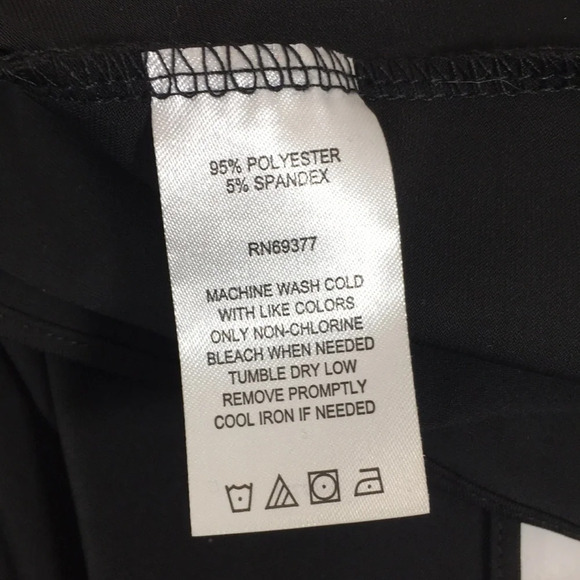 95% POLYESTER
5% SPANDEX
RN69377
MACHINE WASH COLD
WITH LIKE COLORS
ONLY NON-CHLORINE
BLEACH WHEN NEEDED
TUMBLE DRY LOW
REMOVE PROMPTLY
COOL IRON IF NEEDED